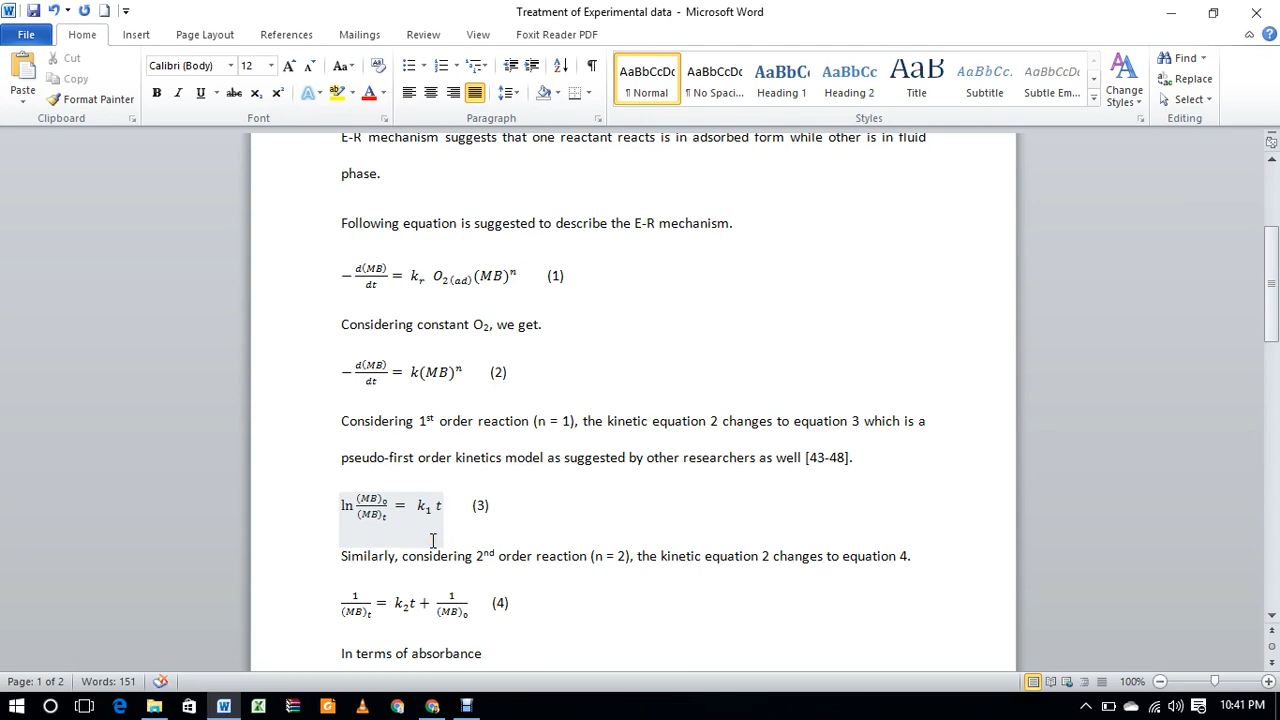 Treatment of Experimental data - Microsoft Word
File Home Insert Page Layout References Mailings Review View Foxit Reader PDF
Cut
Copy
Format Painter
Paste
Clipboard
Calibri (Body) 12
Font
Paragraph
AaBbCcDc AaBbCcDc AaBbCc AaBbCc AaB AaBbCcL AaBbCcDc
¶ Normal ¶ No Spaci... Heading 1 Heading 2 Title Subtitle Subtle Em...
Styles
Change Styles
Find
Replace
Select
Editing
E-R mechanism suggests that one reactant reacts is in adsorbed form while other is in fluid
phase.
Following equation is suggested to describe the E-R mechanism.
− d(MB)/dt = kᵣ O₂(ad)(MB)ⁿ (1)
Considering constant O₂, we get.
− d(MB)/dt = k(MB)ⁿ (2)
Considering 1ˢᵗ order reaction (n = 1), the kinetic equation 2 changes to equation 3 which is a
pseudo-first order kinetics model as suggested by other researchers as well [43-48].
ln (MB)ₒ/(MB)ₜ = k₁ t (3)
Similarly, considering 2ⁿᵈ order reaction (n = 2), the kinetic equation 2 changes to equation 4.
1/(MB)ₜ = k₂t + 1/(MB)ₒ (4)
In terms of absorbance
Page: 1 of 2 Words: 151 100%
10:41 PM